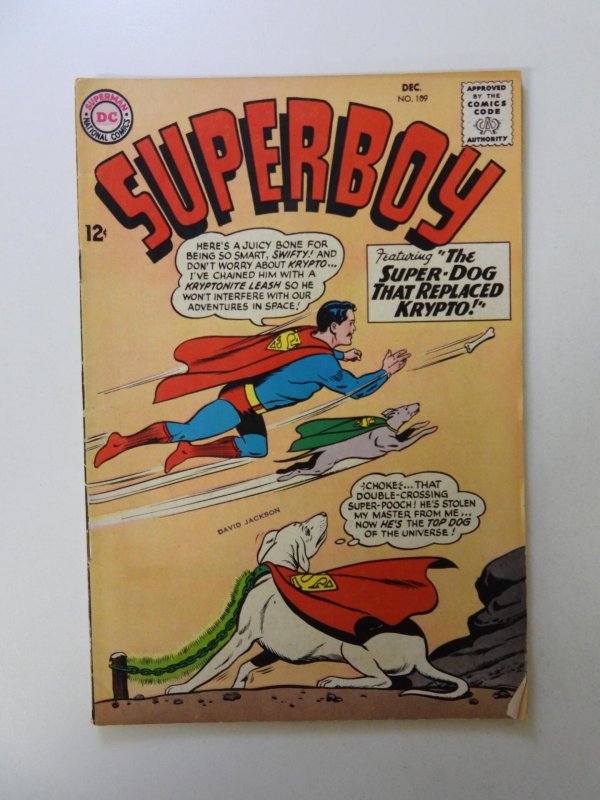 SUPERMAN
DC
NATIONAL COMICS
DEC.
NO. 109
APPROVED
BY THE
COMICS
CODE
CA
AUTHORITY
SUPERBOY
12¢
HERE'S A JUICY BONE FOR
BEING SO SMART, SWIFTY! AND
DON'T WORRY ABOUT KRYPTO...
I'VE CHAINED HIM WITH A
KRYPTONITE LEASH SO HE
WON'T INTERFERE WITH OUR
ADVENTURES IN SPACE!
Featuring "THE
SUPER-DOG
THAT REPLACED
KRYPTO!"
S
DAVID JACKSON
:CHOKE:... THAT
DOUBLE-CROSSING
SUPER-POOCH! HE'S STOLEN
MY MASTER FROM ME...
NOW HE'S THE TOP DOG
OF THE UNIVERSE!
S